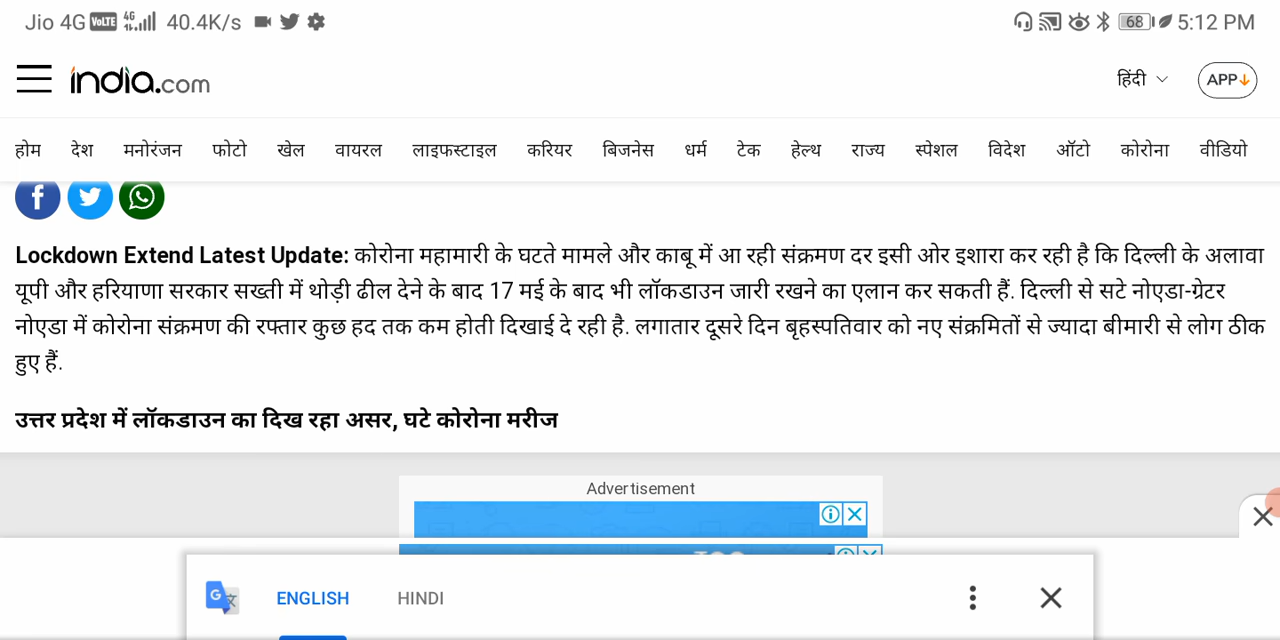 Jio 4G VoLTE 4G 40.4K/s 68 5:12 PM
india.com हिंदी APP
होम देश मनोरंजन फोटो खेल वायरल लाइफस्टाइल करियर बिजनेस धर्म टेक हेल्थ राज्य स्पेशल विदेश ऑटो कोरोना वीडियो
Lockdown Extend Latest Update: कोरोना महामारी के घटते मामले और काबू में आ रही संक्रमण दर इसी ओर इशारा कर रही है कि दिल्ली के अलावा
यूपी और हरियाणा सरकार सख्ती में थोड़ी ढील देने के बाद 17 मई के बाद भी लॉकडाउन जारी रखने का एलान कर सकती हैं. दिल्ली से सटे नोएडा-ग्रेटर
नोएडा में कोरोना संक्रमण की रफ्तार कुछ हद तक कम होती दिखाई दे रही है. लगातार दूसरे दिन बृहस्पतिवार को नए संक्रमितों से ज्यादा बीमारी से लोग ठीक
हुए हैं.
उत्तर प्रदेश में लॉकडाउन का दिख रहा असर, घटे कोरोना मरीज
Advertisement
ENGLISH HINDI